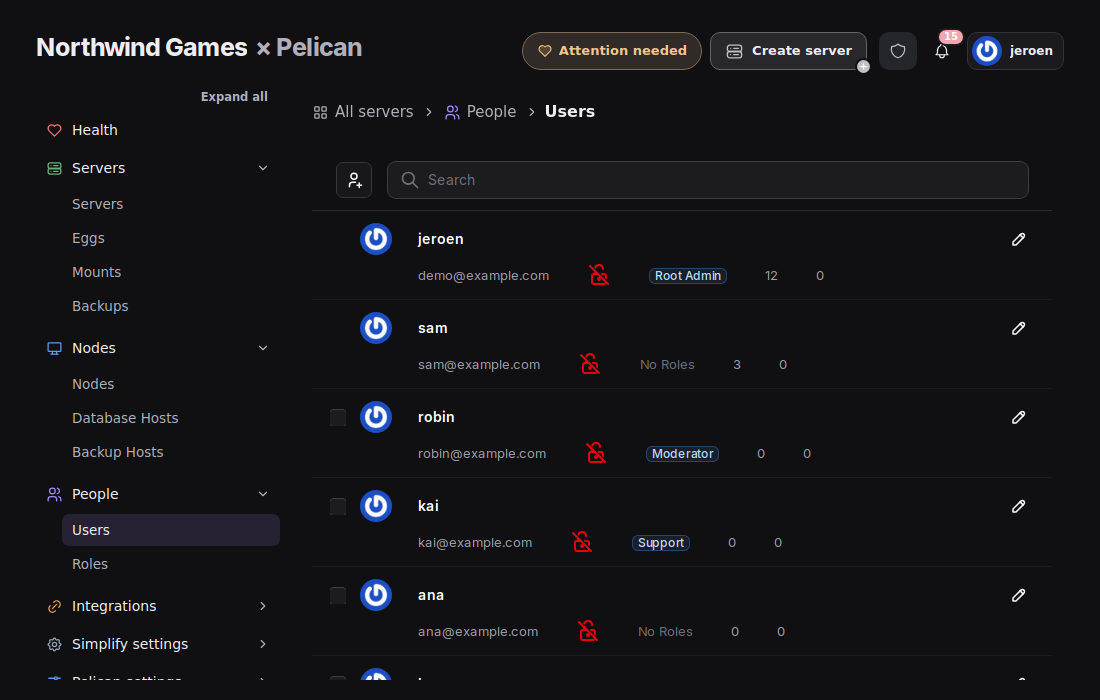 Northwind Games × Pelican
Attention needed
Create server
15
jeroen
Expand all
Health
Servers
Servers
Eggs
Mounts
Backups
Nodes
Nodes
Database Hosts
Backup Hosts
People
Users
Roles
Integrations
Simplify settings
Pelican settings
All servers > People > Users
Search
jeroen
demo@example.com Root Admin 12 0
sam
sam@example.com No Roles 3 0
robin
robin@example.com Moderator 0 0
kai
kai@example.com Support 0 0
ana
ana@example.com No Roles 0 0